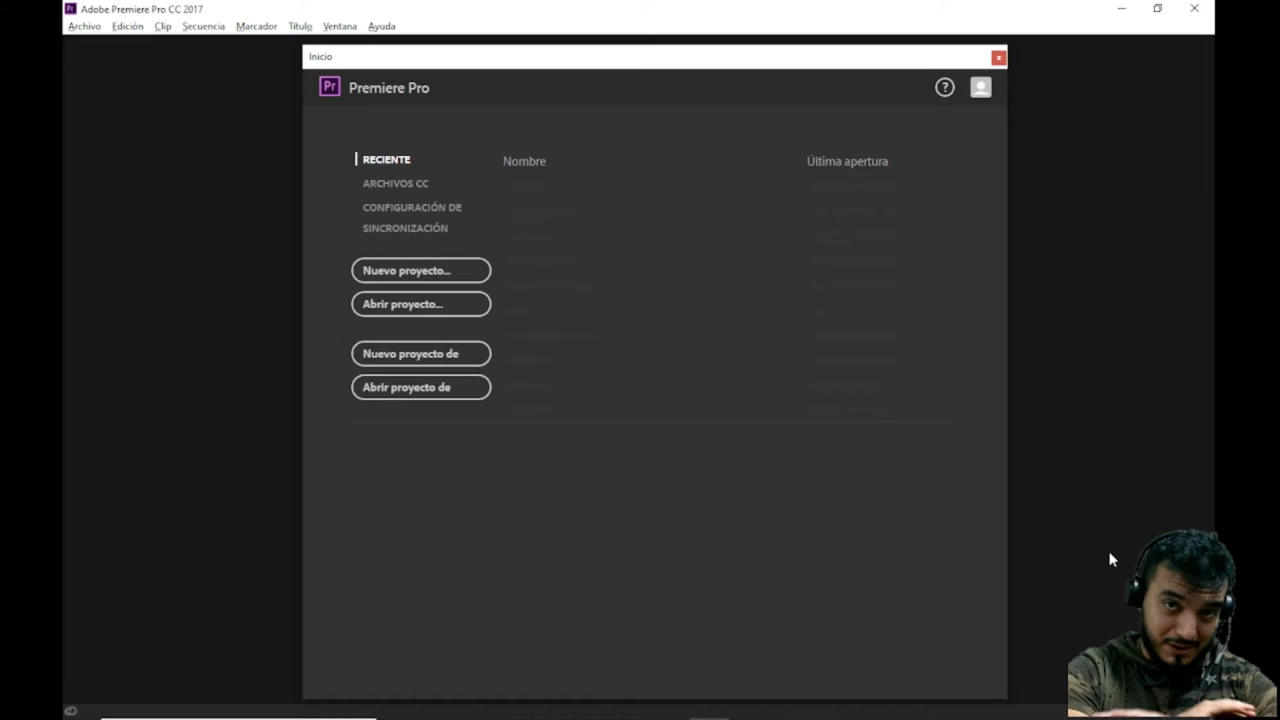 Adobe Premiere Pro CC 2017
Archivo Edición Clip Secuencia Marcador Título Ventana Ayuda
Inicio
Pr Premiere Pro
RECIENTE
Nombre
Última apertura
ARCHIVOS CC
CONFIGURACIÓN DE
SINCRONIZACIÓN
Nuevo proyecto...
Abrir proyecto...
Nuevo proyecto de
Abrir proyecto de